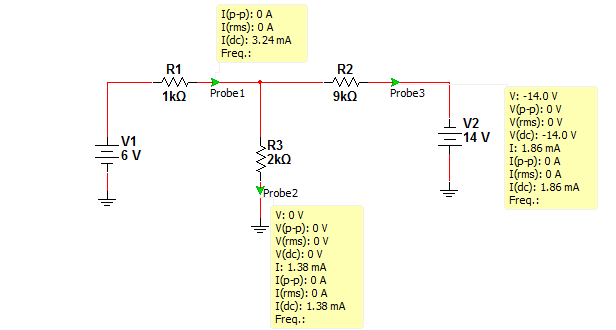 I(p-p): 0 A
I(rms): 0 A
I(dc): 3.24 mA
Freq.:
R1
1kΩ
Probe1
R2
9kΩ
Probe3
V1
6 V
R3
2kΩ
Probe2
V2
14 V
V: -14.0 V
V(p-p): 0 V
V(rms): 0 V
V(dc): -14.0 V
I: 1.86 mA
I(p-p): 0 A
I(rms): 0 A
I(dc): 1.86 mA
Freq.:
V: 0 V
V(p-p): 0 V
V(rms): 0 V
V(dc): 0 V
I: 1.38 mA
I(p-p): 0 A
I(rms): 0 A
I(dc): 1.38 mA
Freq.: